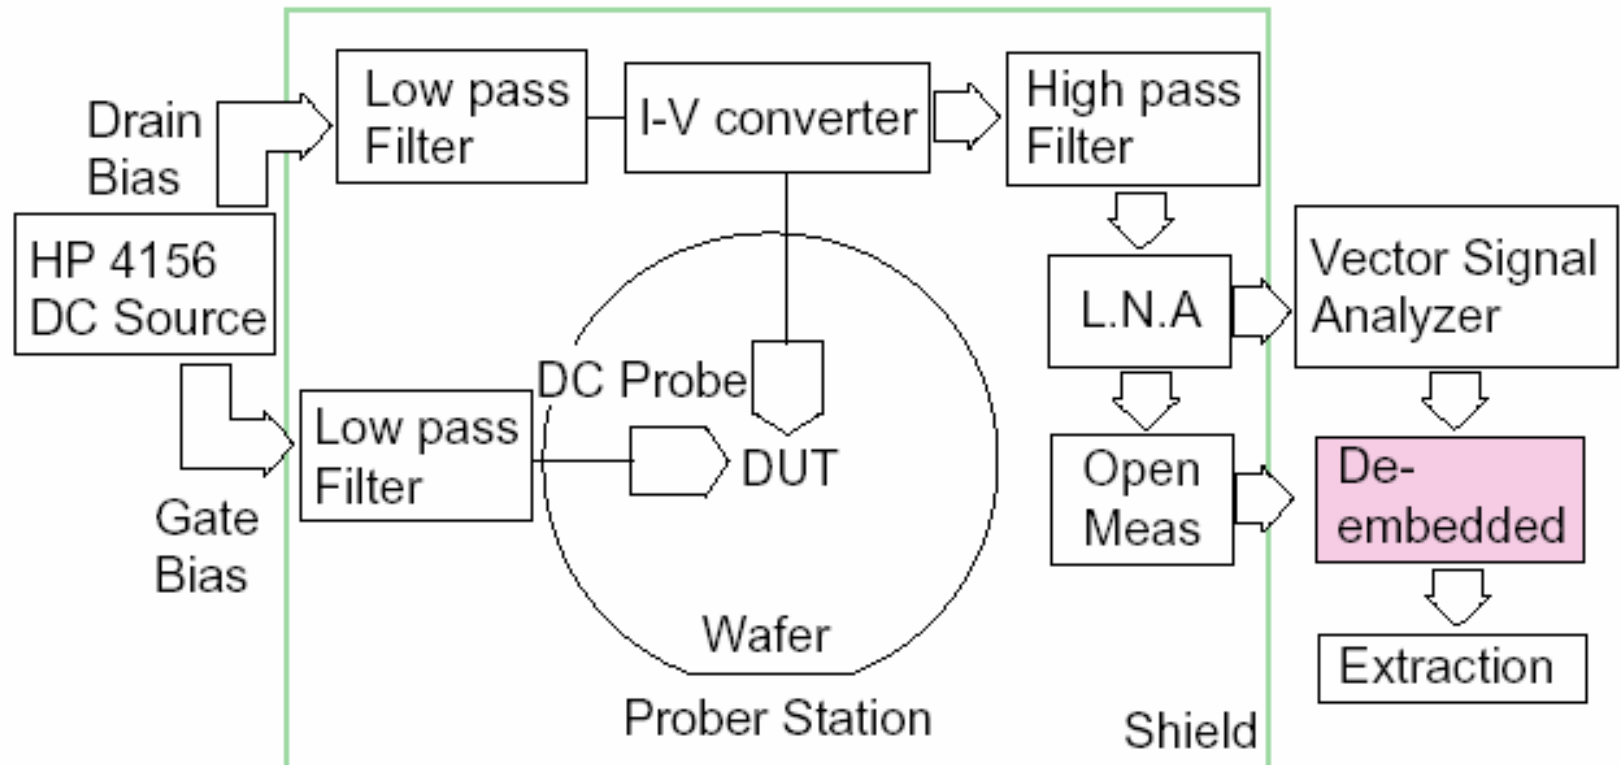 Drain
Bias
Low pass
Filter
I-V converter
High pass
Filter
HP 4156
DC Source
L.N.A
Vector Signal
Analyzer
DC Probe
Low pass
Filter
DUT
Open
Meas
De-
embedded
Gate
Bias
Wafer
Extraction
Prober Station
Shield